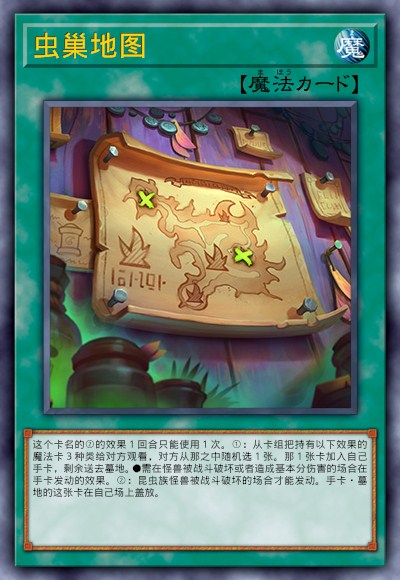 虫巢地图
魔
【魔法カード】
まほう
这个卡名的②的效果1回合只能使用1次。①：从卡组把持有以下效果的
魔法卡3种类给对方观看，对方从那之中随机选1张。那1张卡加入自己
手卡，剩余送去墓地。●需在怪兽被战斗破坏或者造成基本分伤害的场合在
手卡发动的效果。②：昆虫族怪兽被战斗破坏的场合才能发动。手卡·墓
地的这张卡在自己场上盖放。